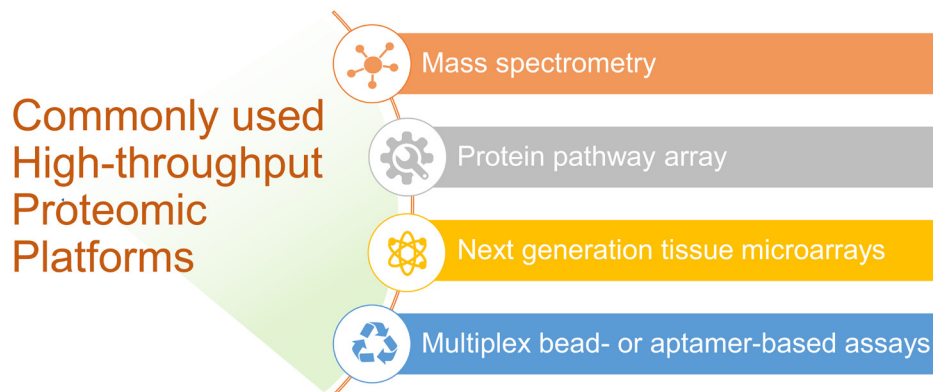 Commonly used
High-throughput
Proteomic
Platforms
Mass spectrometry
Protein pathway array
Next generation tissue microarrays
Multiplex bead- or aptamer-based assays